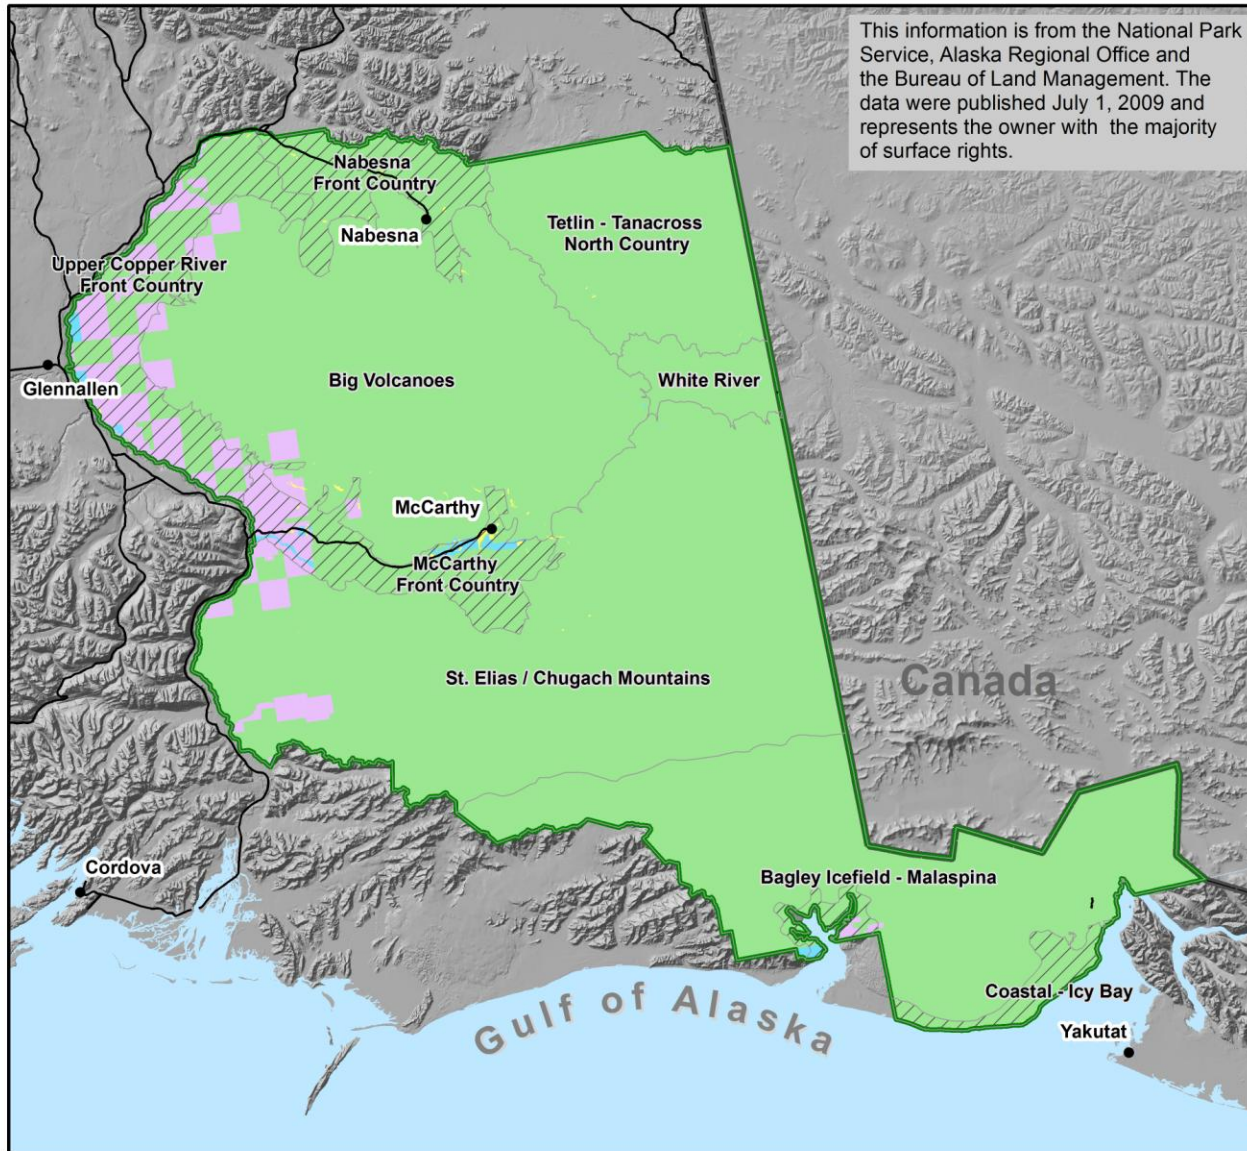 This information is from the National Park
Service, Alaska Regional Office and
the Bureau of Land Management. The
data were published July 1, 2009 and
represents the owner with the majority
of surface rights.
Nabesna
Front Country
Nabesna
Tetlin - Tanacross
North Country
Upper Copper River
Front Country
Glennallen
Big Volcanoes
White River
McCarthy
McCarthy
Front Country
St. Elias / Chugach Mountains
Canada
Cordova
Bagley Icefield - Malaspina
Coastal - Icy Bay
Gulf of Alaska
Yakutat